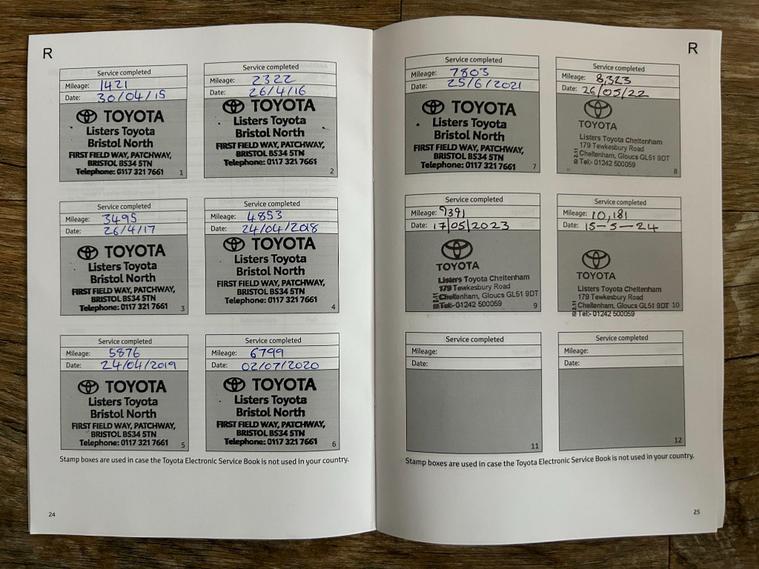 R
Service completed
Mileage: 1421
Date: 30/04/15
TOYOTA
Listers Toyota
Bristol North
FIRST FIELD WAY, PATCHWAY,
BRISTOL BS34 5TN
Telephone: 0117 321 7661
1
Service completed
Mileage: 2322
Date: 26/4/16
TOYOTA
Listers Toyota
Bristol North
FIRST FIELD WAY, PATCHWAY,
BRISTOL BS34 5TN
Telephone: 0117 321 7661
2
Service completed
Mileage: 3495
Date: 26/4/17
TOYOTA
Listers Toyota
Bristol North
FIRST FIELD WAY, PATCHWAY,
BRISTOL BS34 5TN
Telephone: 0117 321 7661
3
Service completed
Mileage: 4853
Date: 24/04/2018
TOYOTA
Listers Toyota
Bristol North
FIRST FIELD WAY, PATCHWAY,
BRISTOL BS34 5TN
Telephone: 0117 321 7661
4
Service completed
Mileage: 5876
Date: 24/04/2019
TOYOTA
Listers Toyota
Bristol North
FIRST FIELD WAY, PATCHWAY,
BRISTOL BS34 5TN
Telephone: 0117 321 7661
5
Service completed
Mileage: 6799
Date: 02/07/2020
TOYOTA
Listers Toyota
Bristol North
FIRST FIELD WAY, PATCHWAY,
BRISTOL BS34 5TN
Telephone: 0117 321 7661
6
Stamp boxes are used in case the Toyota Electronic Service Book is not used in your country.
24
R
Service completed
Mileage: 7803
Date: 25/6/2021
TOYOTA
Listers Toyota
Bristol North
FIRST FIELD WAY, PATCHWAY,
BRISTOL BS34 5TN
Telephone: 0117 321 7661
7
Service completed
Mileage: 8,323
Date: 26/05/22
TOYOTA
Listers Toyota Cheltenham
179 Tewkesbury Road
Cheltenham, Gloucs GL51 9DT
Tel:- 01242 500059
8
Service completed
Mileage: 9391
Date: 17/05/2023
TOYOTA
Listers Toyota Cheltenham
179 Tewkesbury Road
Cheltenham, Gloucs GL51 9DT
Tel:- 01242 500059
9
Service completed
Mileage: 10,181
Date: 15-5-24
TOYOTA
Listers Toyota Cheltenham
179 Tewkesbury Road
Cheltenham, Gloucs GL51 9DT
Tel:- 01242 500059
10
Service completed
Mileage:
Date:
11
Service completed
Mileage:
Date:
12
Stamp boxes are used in case the Toyota Electronic Service Book is not used in your country.
25